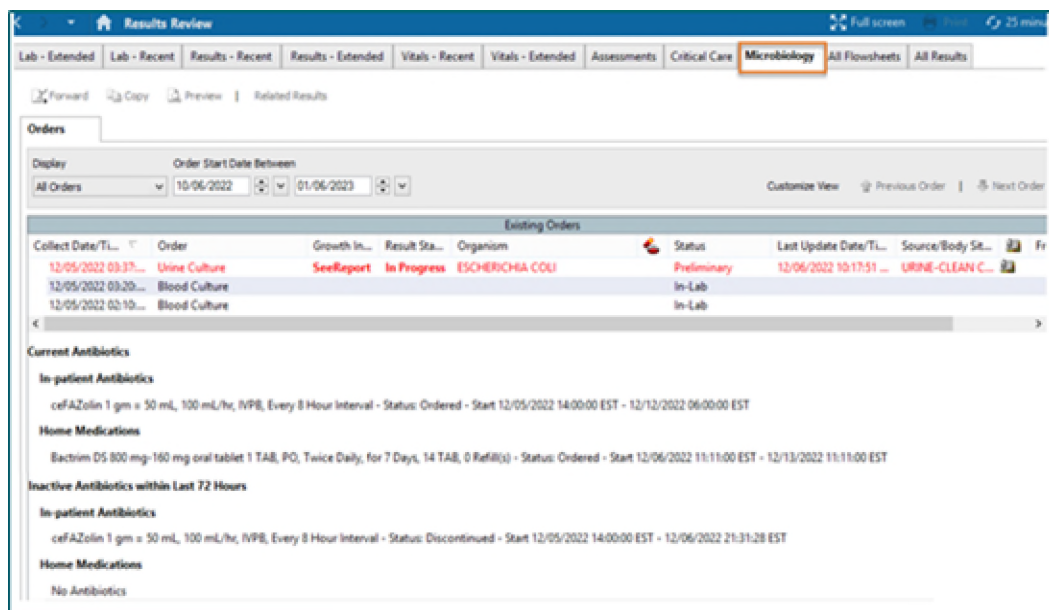 Results Review Full screen Print 25 minu
Lab - Extended Lab - Recent Results - Recent Results - Extended Vitals - Recent Vitals - Extended Assessments Critical Care Microbiology All Flowsheets All Results
Forward Copy Preview | Related Results
Orders
Display Order Start Date Between
All Orders 10/06/2022 01/06/2023 Customize View Previous Order | Next Order
Existing Orders
Collect Date/Ti... Order Growth In... Result Sta... Organism Status Last Update Date/Ti... Source/Body Sit... Fr
12/05/2022 03:37:... Urine Culture SeeReport In Progress ESCHERICHIA COLI Preliminary 12/06/2022 10:17:51 ... URINE-CLEAN C...
12/05/2022 03:20:... Blood Culture In-Lab
12/05/2022 02:10:... Blood Culture In-Lab
Current Antibiotics
In-patient Antibiotics
ceFAZolin 1 gm = 50 mL, 100 mL/hr, IVPB, Every 8 Hour Interval - Status: Ordered - Start 12/05/2022 14:00:00 EST - 12/12/2022 06:00:00 EST
Home Medications
Bactrim DS 800 mg-160 mg oral tablet 1 TAB, PO, Twice Daily, for 7 Days, 14 TAB, 0 Refill(s) - Status: Ordered - Start 12/06/2022 11:11:00 EST - 12/13/2022 11:11:00 EST
Inactive Antibiotics within Last 72 Hours
In-patient Antibiotics
ceFAZolin 1 gm = 50 mL, 100 mL/hr, IVPB, Every 8 Hour Interval - Status: Discontinued - Start 12/05/2022 14:00:00 EST - 12/06/2022 21:31:28 EST
Home Medications
No Antibiotics